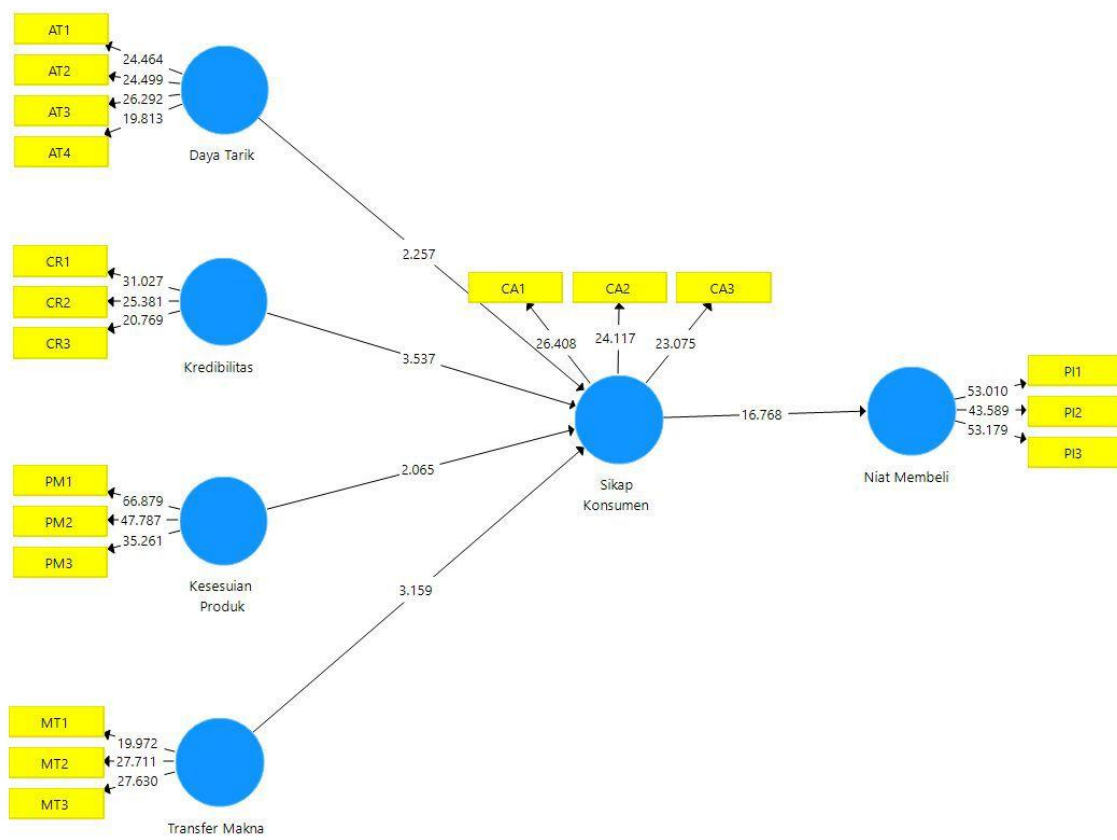 AT1
24.464
AT2
24.499
AT3
26.292
AT4
19.813
Daya Tarik
2.257
CR1
31.027
CR2
25.381
CR3
20.769
Kredibilitas
3.537
CA1
CA2
CA3
26.408
24.117
23.075
Sikap
Konsumen
16.768
PI1
53.010
PI2
43.589
PI3
53.179
Niat Membeli
PM1
66.879
PM2
47.787
PM3
35.261
Kesesuian
Produk
2.065
3.159
MT1
19.972
MT2
27.711
MT3
27.630
Transfer Makna